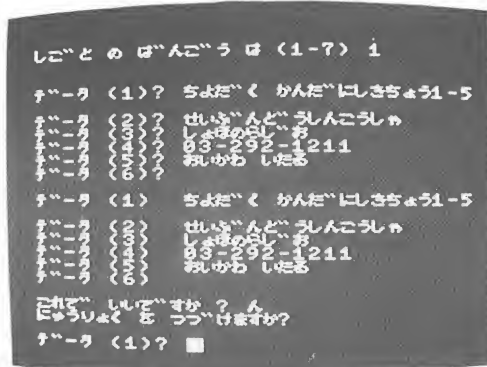 しごと の ばんごう は (1-7) 1
データ (1)? ちよだく かんだにしきちょう1-5
データ (2)? せいぶんどうしんこうしゃ
データ (3)? しょほのらじお
データ (4)? 03-292-1211
データ (5)? おいかわ いたる
データ (6)?
データ (1) ちよだく かんだにしきちょう1-5
データ (2) せいぶんどうしんこうしゃ
データ (3) しょほのらじお
データ (4) 03-292-1211
データ (5) おいかわ いたる
データ (6)
これで いいですか ? ん
にゅうりょく を つづけますか?
データ (1)?